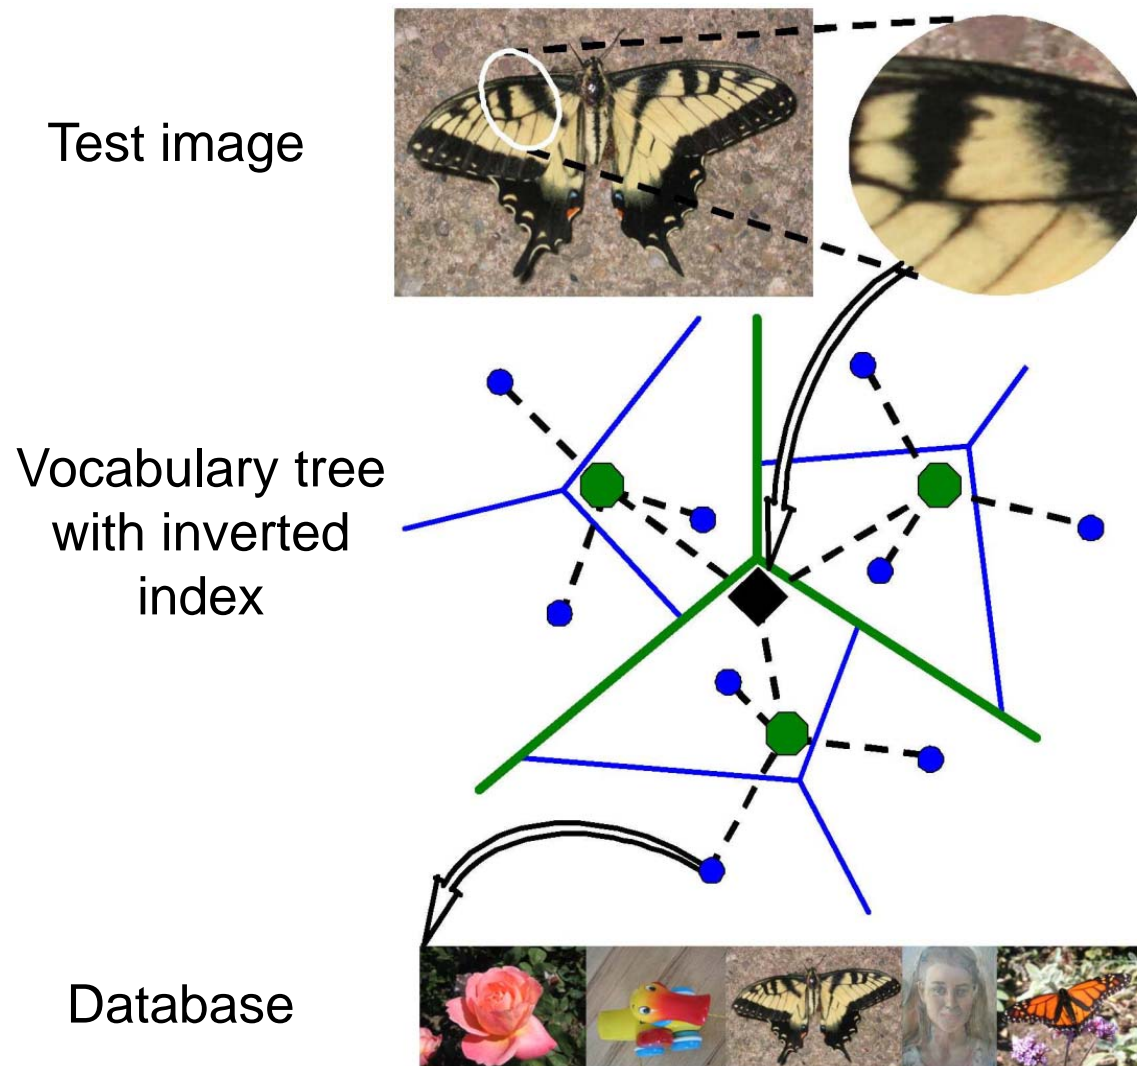 Test image
Vocabulary tree
with inverted
index
Database